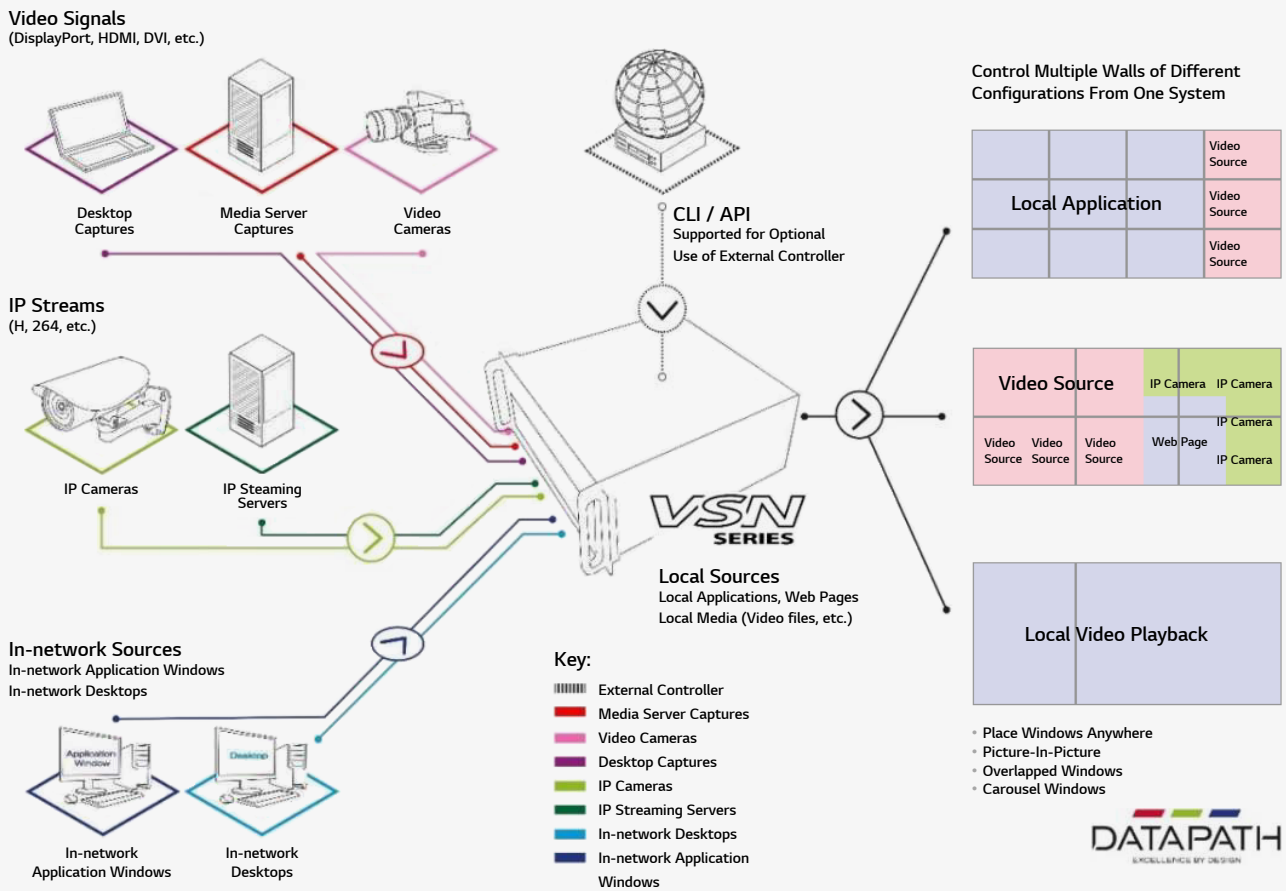 Video Signals
(DisplayPort, HDMI, DVI, etc.)
Desktop
Captures
Media Server
Captures
Video
Cameras
IP Streams
(H, 264, etc.)
IP Cameras
IP Steaming
Servers
In-network Sources
In-network Application Windows
In-network Desktops
Application
Window
Desktop
In-network
Application Windows
In-network
Desktops
CLI / API
Supported for Optional
Use of External Controller
VSN
SERIES
Local Sources
Local Applications, Web Pages
Local Media (Video files, etc.)
Key:
External Controller
Media Server Captures
Video Cameras
Desktop Captures
IP Cameras
IP Streaming Servers
In-network Desktops
In-network Application
Windows
Control Multiple Walls of Different
Configurations From One System
Local Application
Video
Source
Video
Source
Video
Source
Video Source
IP Camera
IP Camera
IP Camera
IP Camera
Video
Source
Video
Source
Video
Source
Web Page
Local Video Playback
• Place Windows Anywhere
• Picture-In-Picture
• Overlapped Windows
• Carousel Windows
DATAPATH
EXCELLENCE BY DESIGN